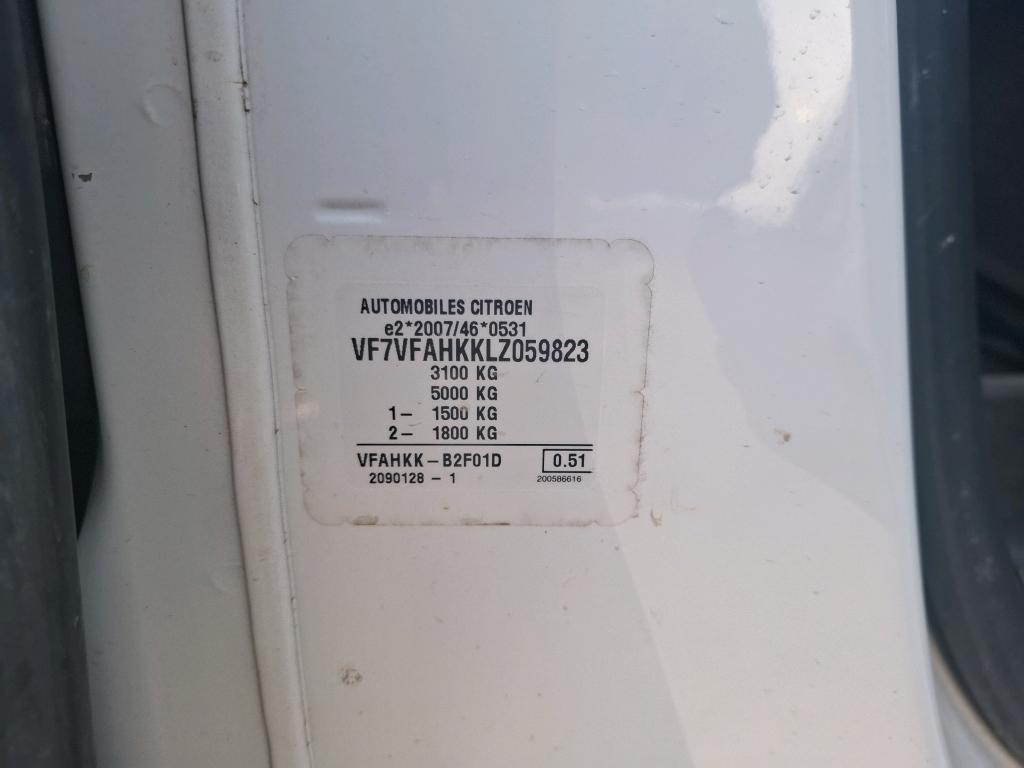 AUTOMOBILES CITROEN
e2*2007/46*0531
VF7VFAHKKLZ059823
3100 KG
5000 KG
1- 1500 KG
2- 1800 KG
VFAHKK-B2F01D 0.51
2090128 - 1 200586616